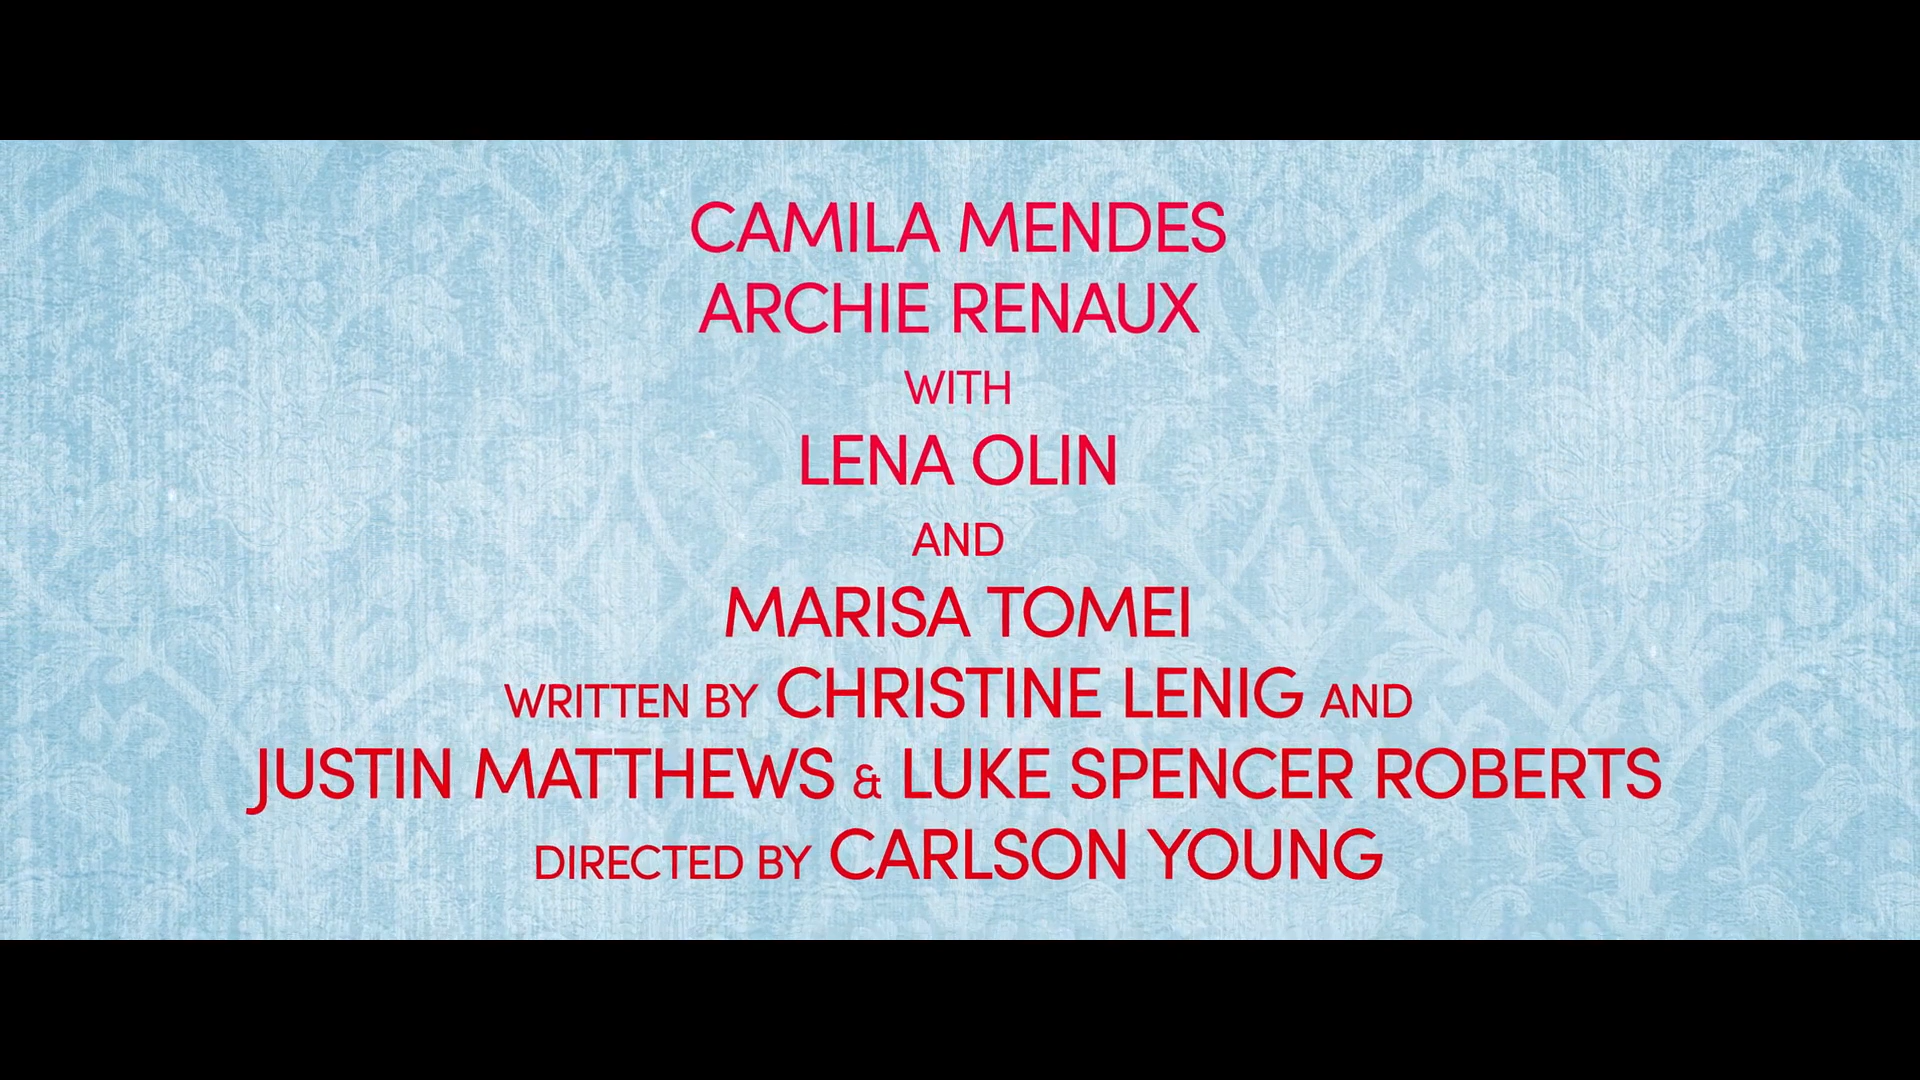 CAMILA MENDES
ARCHIE RENAUX
WITH
LENA OLIN
AND
MARISA TOMEI
WRITTEN BY CHRISTINE LENIG AND
JUSTIN MATTHEWS & LUKE SPENCER ROBERTS
DIRECTED BY CARLSON YOUNG